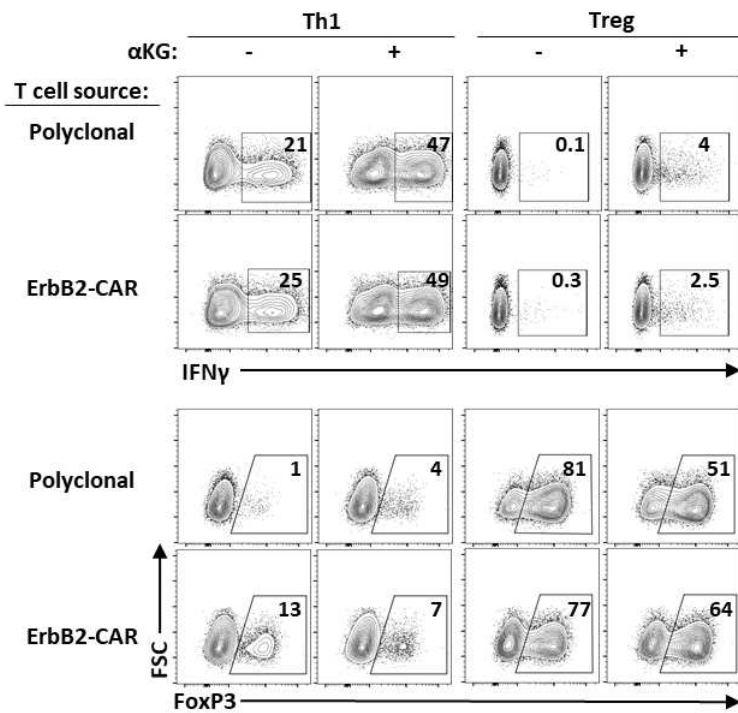 Th1 Treg
αKG: - + - +
T cell source:
Polyclonal 21 47 0.1 4
ErbB2-CAR 25 49 0.3 2.5
IFNγ
Polyclonal 1 4 81 51
ErbB2-CAR 13 7 77 64
FSC
FoxP3